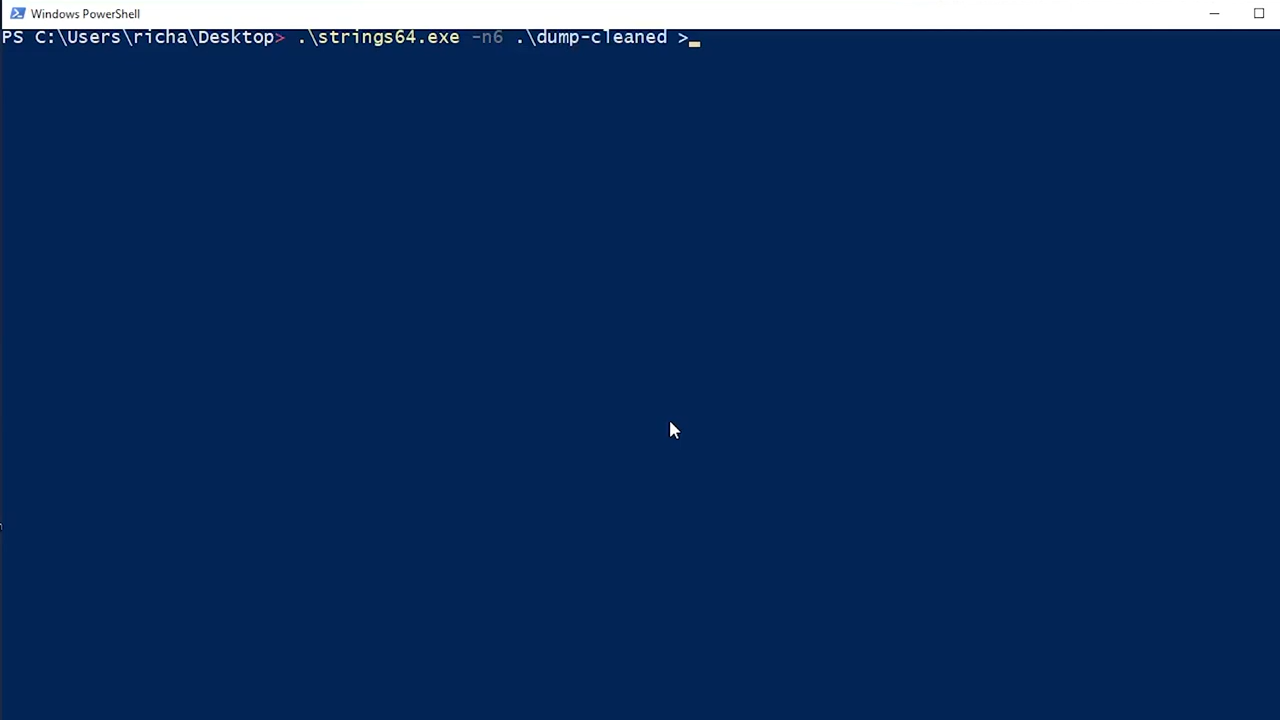 Windows PowerShell
PS C:\Users\richa\Desktop> .\strings64.exe -n6 .\dump-cleaned >